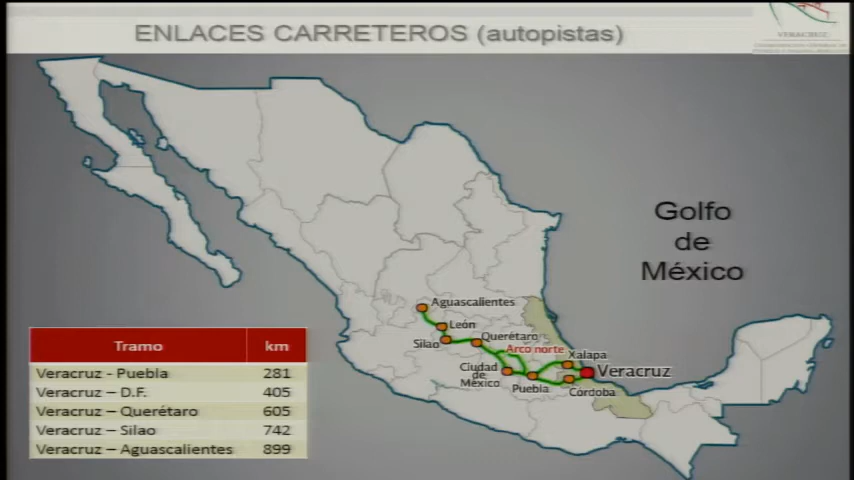 ENLACES CARRETEROS (autopistas)
VERACRUZ
Golfo
de
México
Aguascalientes
León
Querétaro
Silao
Arco norte
Xalapa
Ciudad
de
México
Puebla
Veracruz
Córdoba
Tramo km
Veracruz - Puebla 281
Veracruz – D.F. 405
Veracruz – Querétaro 605
Veracruz – Silao 742
Veracruz – Aguascalientes 899